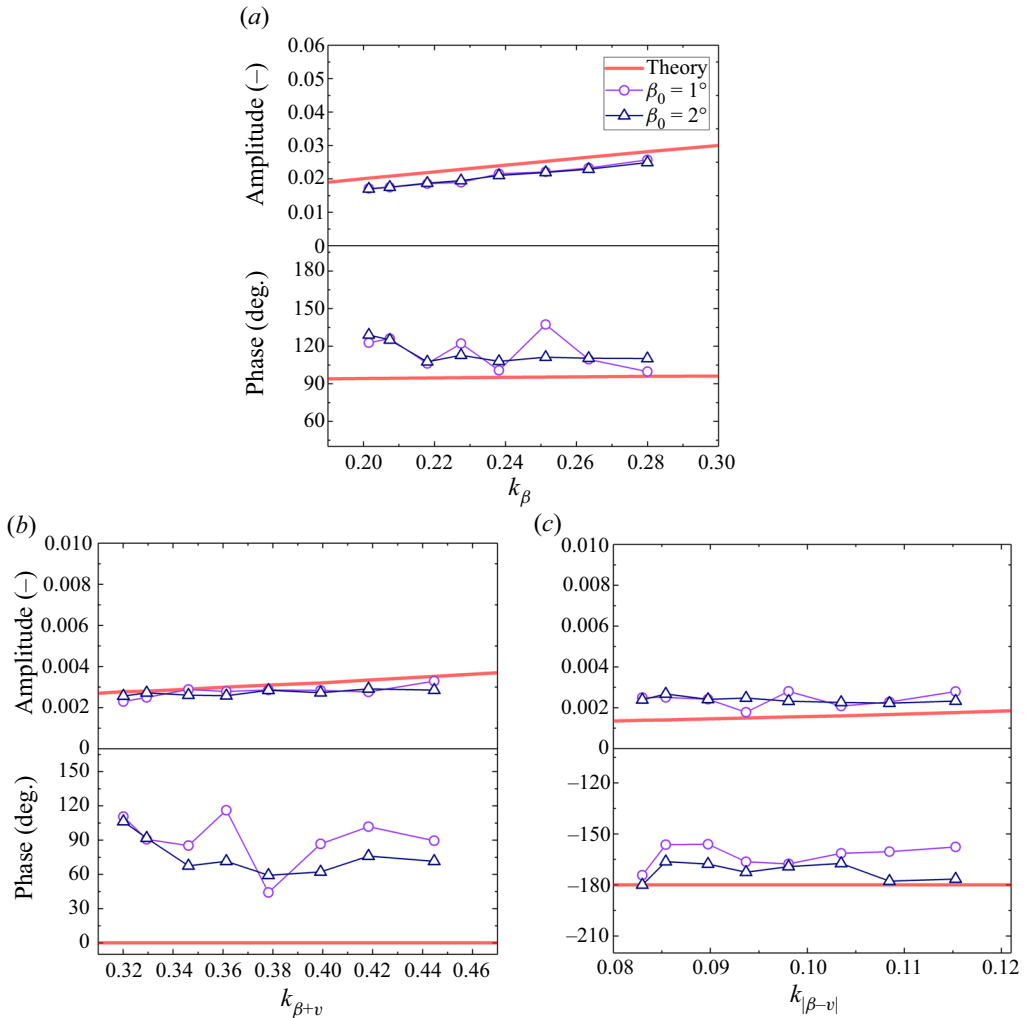 (a)
Amplitude (–)
0.06
0.05
0.04
0.03
0.02
0.01
0
Theory
β0 = 1°
β0 = 2°
Phase (deg.)
180
150
120
90
60
0.20 0.22 0.24 0.26 0.28 0.30
kβ
(b)
Amplitude (–)
0.010
0.008
0.006
0.004
0.002
0
Phase (deg.)
150
120
90
60
30
0
0.32 0.34 0.36 0.38 0.40 0.42 0.44 0.46
kβ+v
(c)
0.010
0.008
0.006
0.004
0.002
0
–120
–150
–180
–210
0.08 0.09 0.10 0.11 0.12
k|β–v|